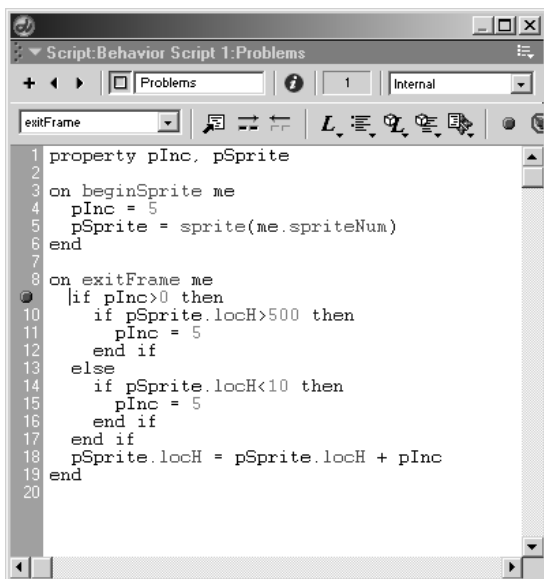 Script:Behavior Script 1:Problems
Problems
1
Internal
exitFrame
L
1 property pInc, pSprite
2
3 on beginSprite me
4 pInc = 5
5 pSprite = sprite(me.spriteNum)
6 end
7
8 on exitFrame me
if pInc>0 then
10 if pSprite.locH>500 then
11 pInc = 5
12 end if
13 else
14 if pSprite.locH<10 then
15 pInc = 5
16 end if
17 end if
18 pSprite.locH = pSprite.locH + pInc
19 end
20